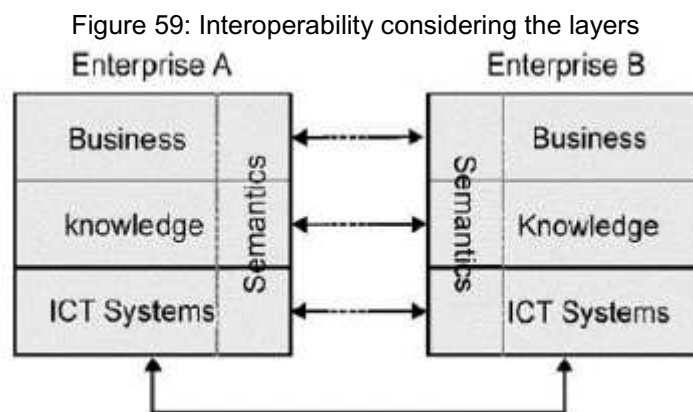 Figure 59: Interoperability considering the layers
Enterprise A
Enterprise B
Business
knowledge
ICT Systems
Semantics
Semantics
Business
Knowledge
ICT Systems